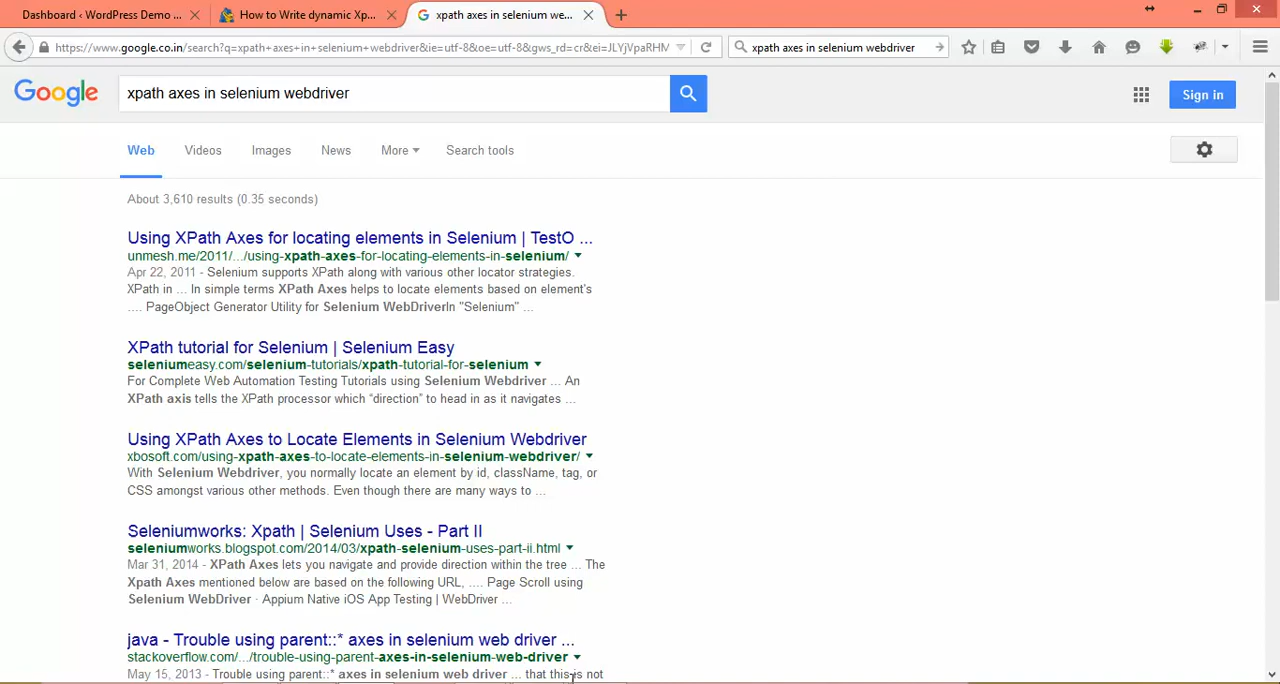 Dashboard ‹ WordPress Demo ...
How to Write dynamic Xp...
xpath axes in selenium we...
https://www.google.co.in/search?q=xpath+axes+in+selenium+webdriver&ie=utf-8&oe=utf-8&gws_rd=cr&ei=JLYjVpaRHM
xpath axes in selenium webdriver
Google
xpath axes in selenium webdriver
Sign in
Web
Videos
Images
News
More
Search tools
About 3,610 results (0.35 seconds)
Using XPath Axes for locating elements in Selenium | TestO ...
unmesh.me/2011/.../using-xpath-axes-for-locating-elements-in-selenium/
Apr 22, 2011 - Selenium supports XPath along with various other locator strategies.
XPath in ... In simple terms XPath Axes helps to locate elements based on element's
.... PageObject Generator Utility for Selenium WebDriverIn "Selenium" ...
XPath tutorial for Selenium | Selenium Easy
seleniumeasy.com/selenium-tutorials/xpath-tutorial-for-selenium
For Complete Web Automation Testing Tutorials using Selenium Webdriver ... An
XPath axis tells the XPath processor which “direction” to head in as it navigates ...
Using XPath Axes to Locate Elements in Selenium Webdriver
xbosoft.com/using-xpath-axes-to-locate-elements-in-selenium-webdriver/
With Selenium Webdriver, you normally locate an element by id, className, tag, or
CSS amongst various other methods. Even though there are many ways to ...
Seleniumworks: Xpath | Selenium Uses - Part II
seleniumworks.blogspot.com/2014/03/xpath-selenium-uses-part-ii.html
Mar 31, 2014 - XPath Axes lets you navigate and provide direction within the tree ... The
Xpath Axes mentioned below are based on the following URL, .... Page Scroll using
Selenium WebDriver · Appium Native iOS App Testing | WebDriver ...
java - Trouble using parent::* axes in selenium web driver ...
stackoverflow.com/.../trouble-using-parent-axes-in-selenium-web-driver
May 15, 2013 - Trouble using parent::* axes in selenium web driver ... that this is not